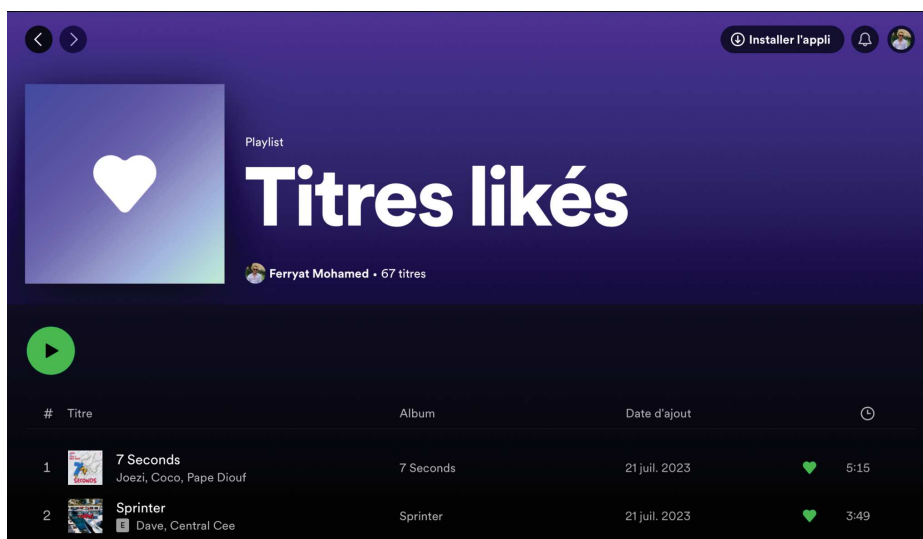 Installer l'appli
Playlist
Titres likés
Ferryat Mohamed • 67 titres
# Titre Album Date d'ajout
1 7 Seconds 7 Seconds 21 juil. 2023 5:15
Joezi, Coco, Pape Diouf
2 Sprinter Sprinter 21 juil. 2023 3:49
E Dave, Central Cee